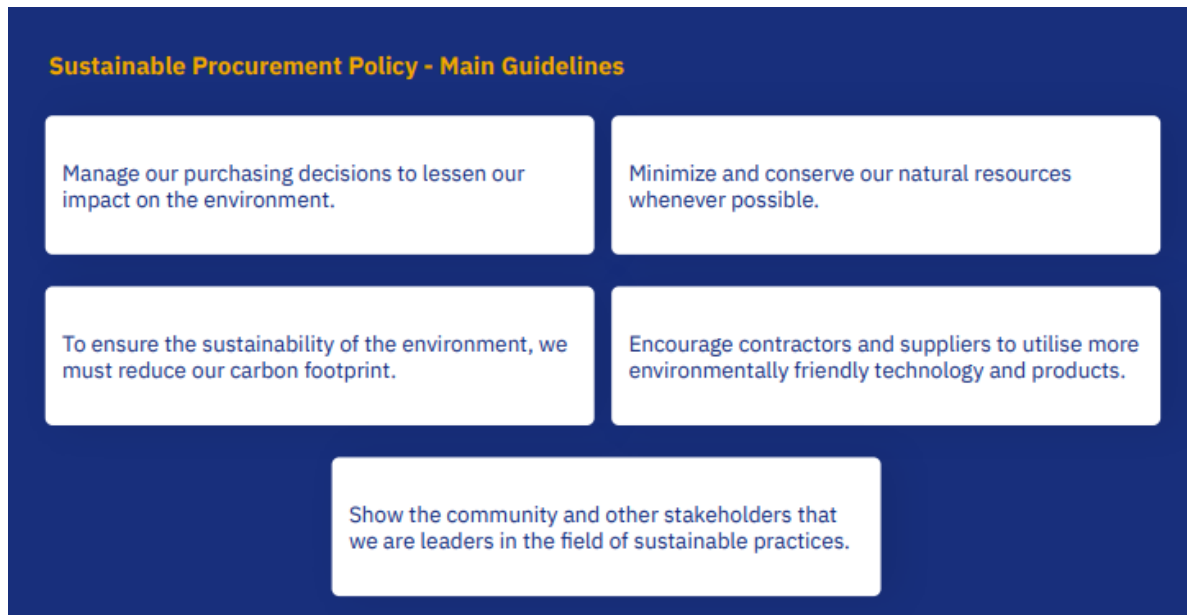 Sustainable Procurement Policy - Main Guidelines
Manage our purchasing decisions to lessen our
impact on the environment.
Minimize and conserve our natural resources
whenever possible.
To ensure the sustainability of the environment, we
must reduce our carbon footprint.
Encourage contractors and suppliers to utilise more
environmentally friendly technology and products.
Show the community and other stakeholders that
we are leaders in the field of sustainable practices.